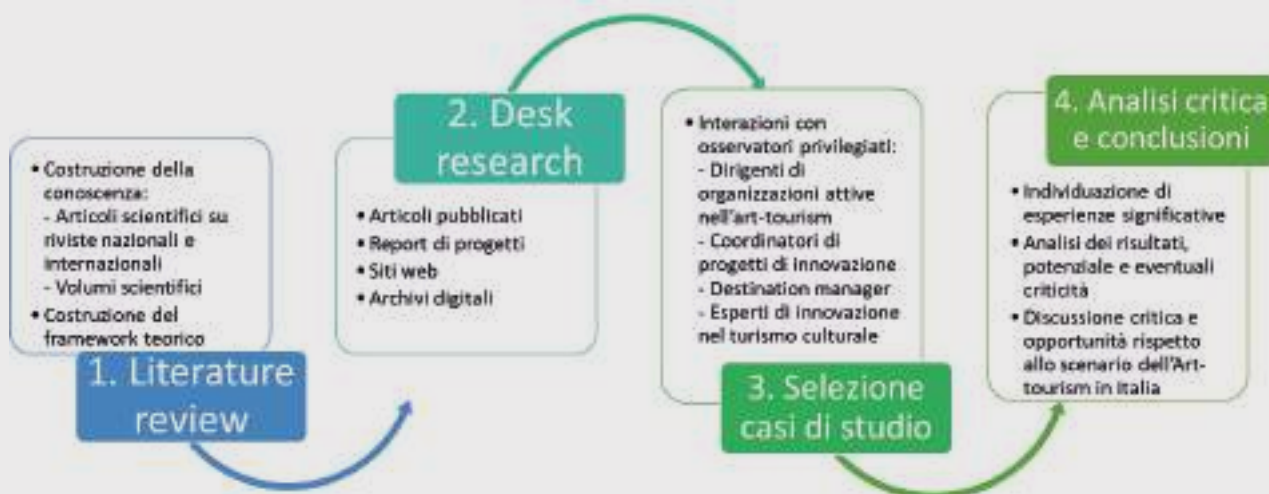 • Costruzione della
conoscenza:
- Articoli scientifici su
riviste nazionali e
internazionali
- Volumi scientifici
• Costruzione del
framework teorico
1. Literature
review
2. Desk
research
• Articoli pubblicati
• Report di progetti
• Siti web
• Archivi digitali
• Interazioni con
osservatori privilegiati:
- Dirigenti di
organizzazioni attive
nell'art-tourism
- Coordinatori di
progetti di innovazione
- Destination manager
- Esperti di innovazione
nel turismo culturale
3. Selezione
casi di studio
4. Analisi critica
e conclusioni
• Individuazione di
esperienze significative
• Analisi dei risultati,
potenziale e eventuali
criticità
• Discussione critica e
opportunità rispetto
allo scenario dell'Art-
tourism in Italia